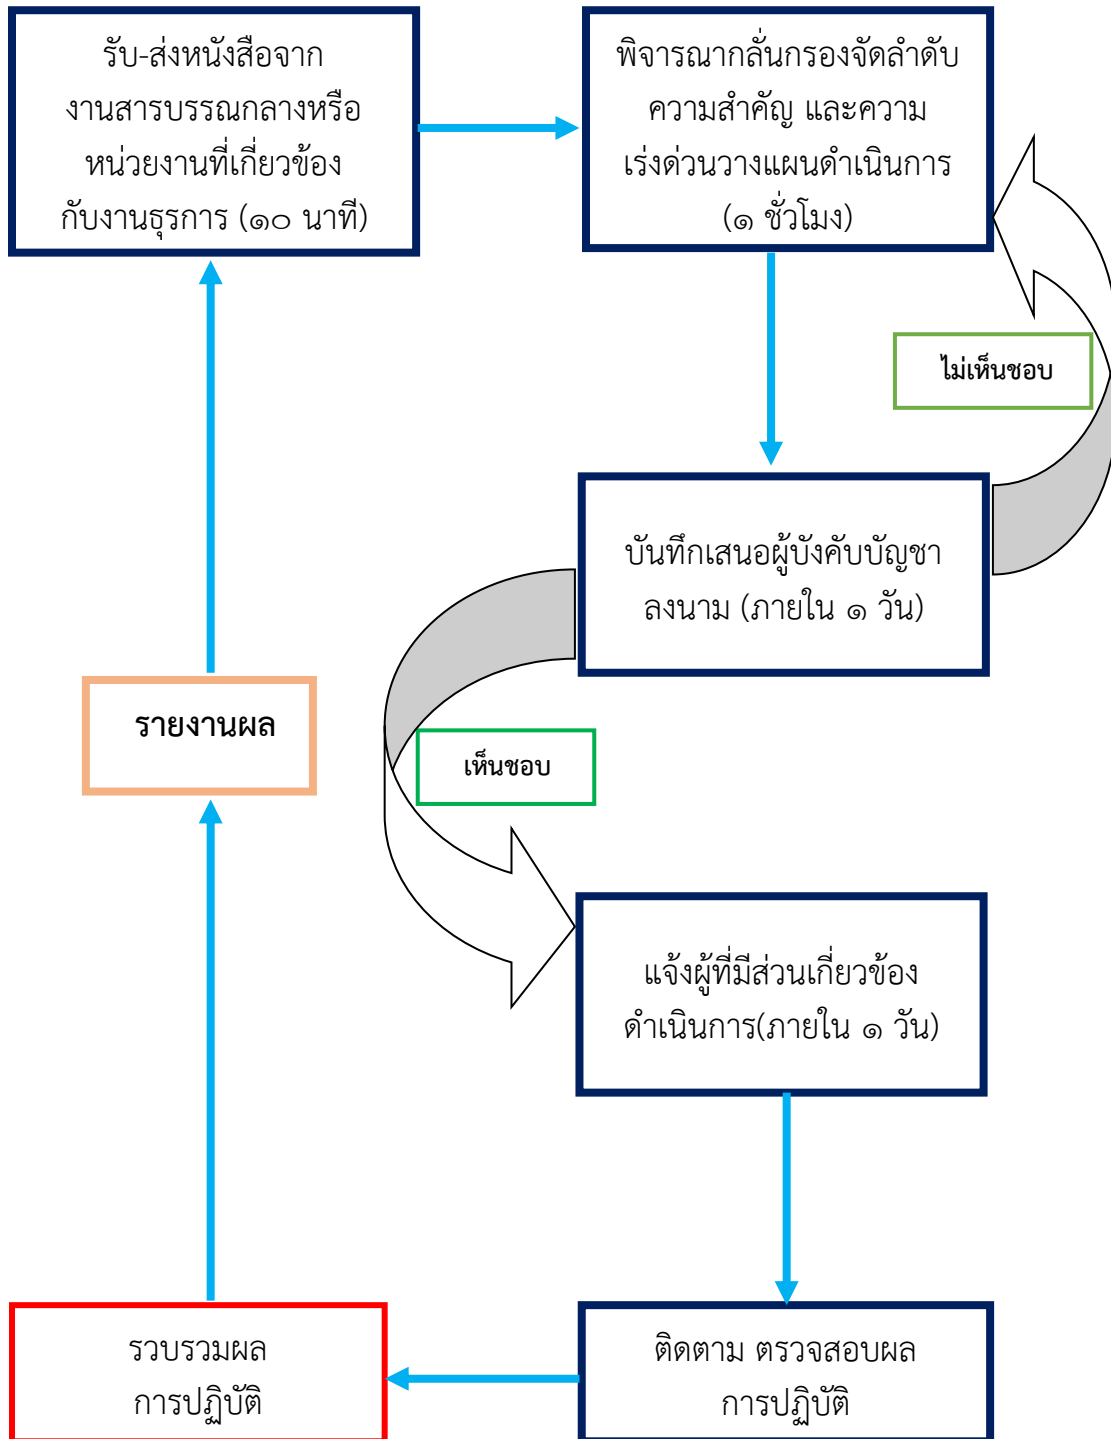 รับ-ส่งหนังสือจาก
งานสารบรรณกลางหรือ
หน่วยงานที่เกี่ยวข้อง
กับงานธุรการ (๑๐ นาที)
พิจารณากลั่นกรองจัดลำดับ
ความสำคัญ และความ
เร่งด่วนวางแผนดำเนินการ
(๑ ชั่วโมง)
ไม่เห็นชอบ
บันทึกเสนอผู้บังคับบัญชา
ลงนาม (ภายใน ๑ วัน)
รายงานผล
เห็นชอบ
แจ้งผู้ที่มีส่วนเกี่ยวข้อง
ดำเนินการ(ภายใน ๑ วัน)
รวบรวมผล
การปฏิบัติ
ติดตาม ตรวจสอบผล
การปฏิบัติ